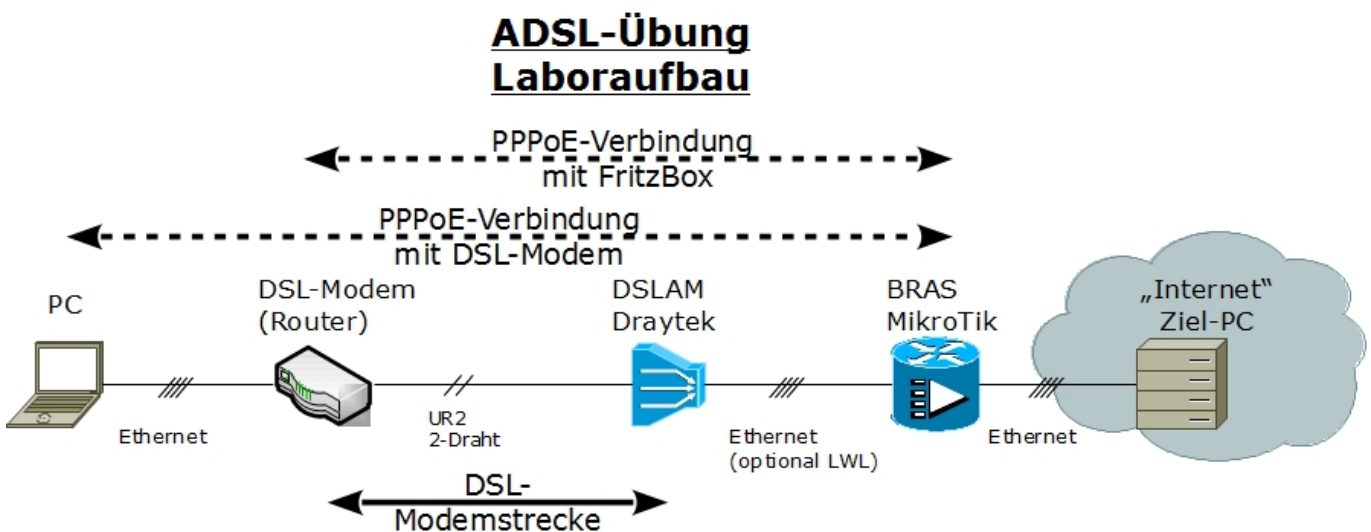 ADSL-Übung
Laboraufbau
PPPoE-Verbindung
mit FritzBox
PPPoE-Verbindung
mit DSL-Modem
PC
DSL-Modem
(Router)
DSLAM
Draytek
BRAS
MikroTik
„Internet“
Ziel-PC
Ethernet
UR2
2-Draht
Ethernet
(optional LWL)
Ethernet
DSL-
Modemstrecke